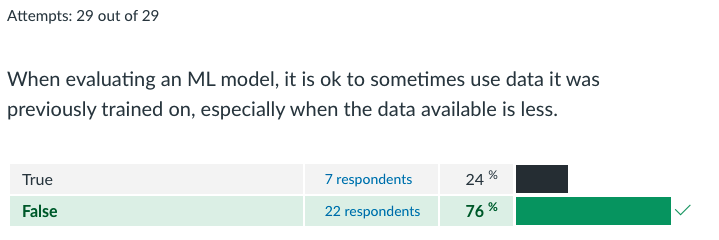 Attempts: 29 out of 29
When evaluating an ML model, it is ok to sometimes use data it was
previously trained on, especially when the data available is less.
True 7 respondents 24 %
False 22 respondents 76 %